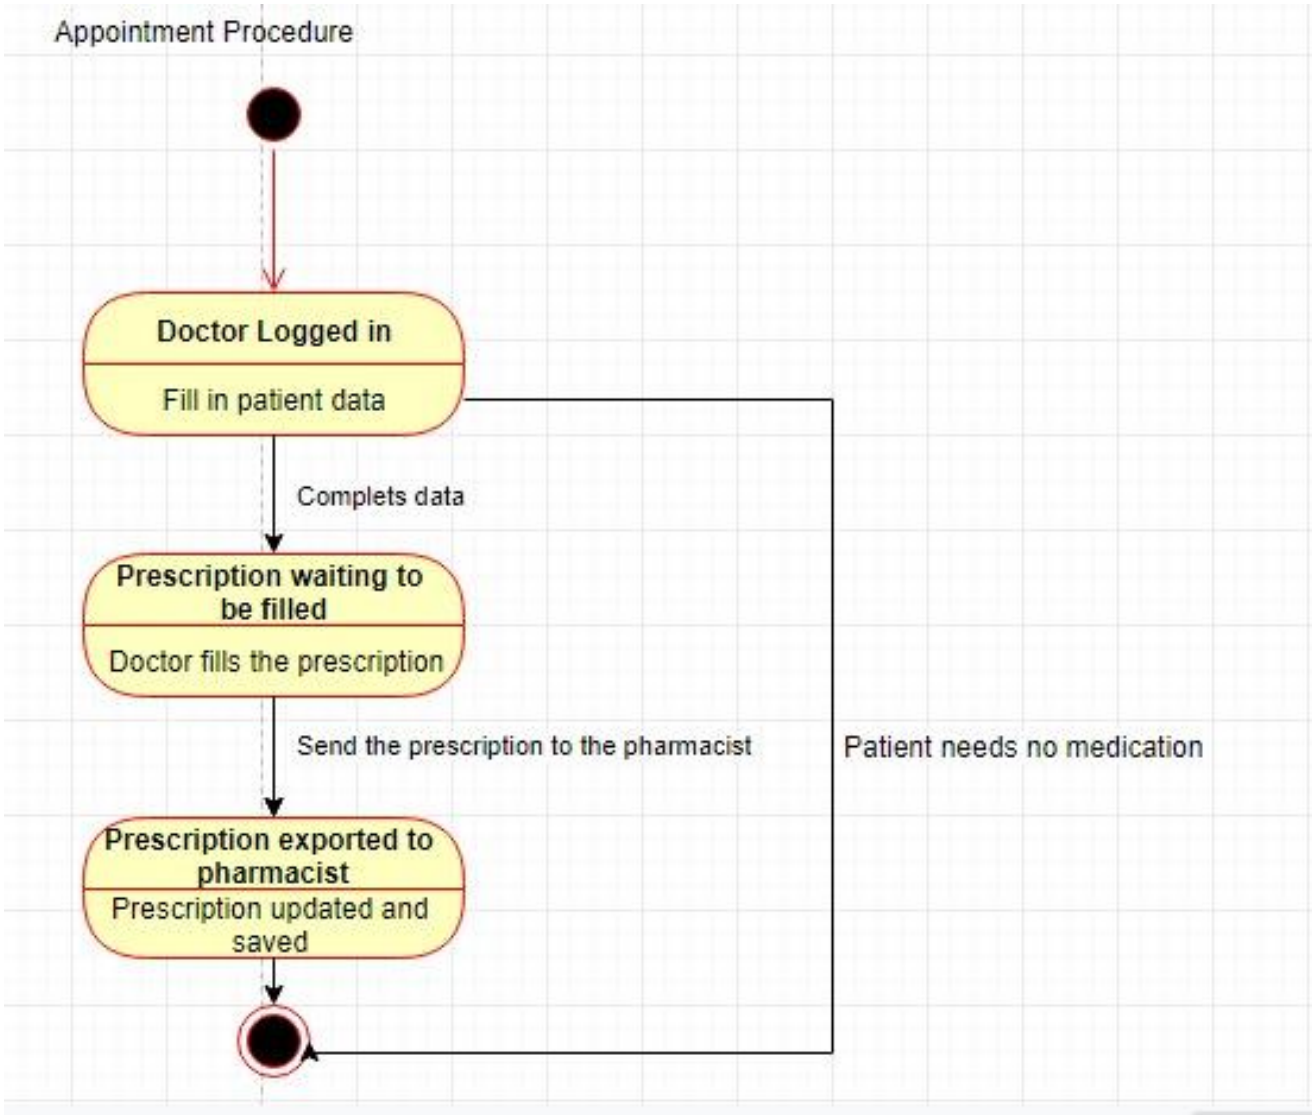 Appointment Procedure
Doctor Logged in
Fill in patient data
Complets data
Prescription waiting to
be filled
Doctor fills the prescription
Send the prescription to the pharmacist
Patient needs no medication
Prescription exported to
pharmacist
Prescription updated and
saved